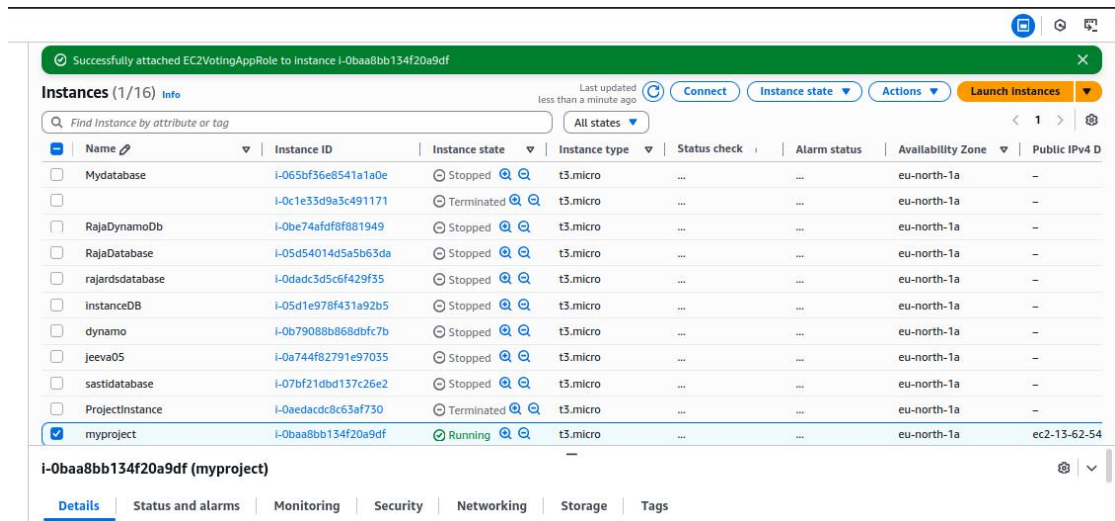 Successfully attached EC2VotingAppRole to instance i-0baa8bb134f20a9df
Instances (1/16) Info
Last updated
less than a minute ago
Connect
Instance state
Actions
Launch instances
Find Instance by attribute or tag
All states
1
Name Instance ID Instance state Instance type Status check Alarm status Availability Zone Public IPv4 D
Mydatabase i-065bf36e8541a1a0e Stopped t3.micro ... ... eu-north-1a –
i-0c1e33d9a3c491171 Terminated t3.micro ... ... eu-north-1a –
RajaDynamoDb i-0be74afdf8f881949 Stopped t3.micro ... ... eu-north-1a –
RajaDatabase i-05d54014d5a5b63da Stopped t3.micro ... ... eu-north-1a –
rajardsdatabase i-0dadc3d5c6f429f35 Stopped t3.micro ... ... eu-north-1a –
instanceDB i-05d1e978f431a92b5 Stopped t3.micro ... ... eu-north-1a –
dynamo i-0b79088b868dbfc7b Stopped t3.micro ... ... eu-north-1a –
jeeva05 i-0a744f82791e97035 Stopped t3.micro ... ... eu-north-1a –
sastidatabase i-07bf21dbd137c26e2 Stopped t3.micro ... ... eu-north-1a –
ProjectInstance i-0aedacdc8c63af730 Terminated t3.micro ... ... eu-north-1a –
myproject i-0baa8bb134f20a9df Running t3.micro ... ... eu-north-1a ec2-13-62-54
i-0baa8bb134f20a9df (myproject)
Details Status and alarms Monitoring Security Networking Storage Tags